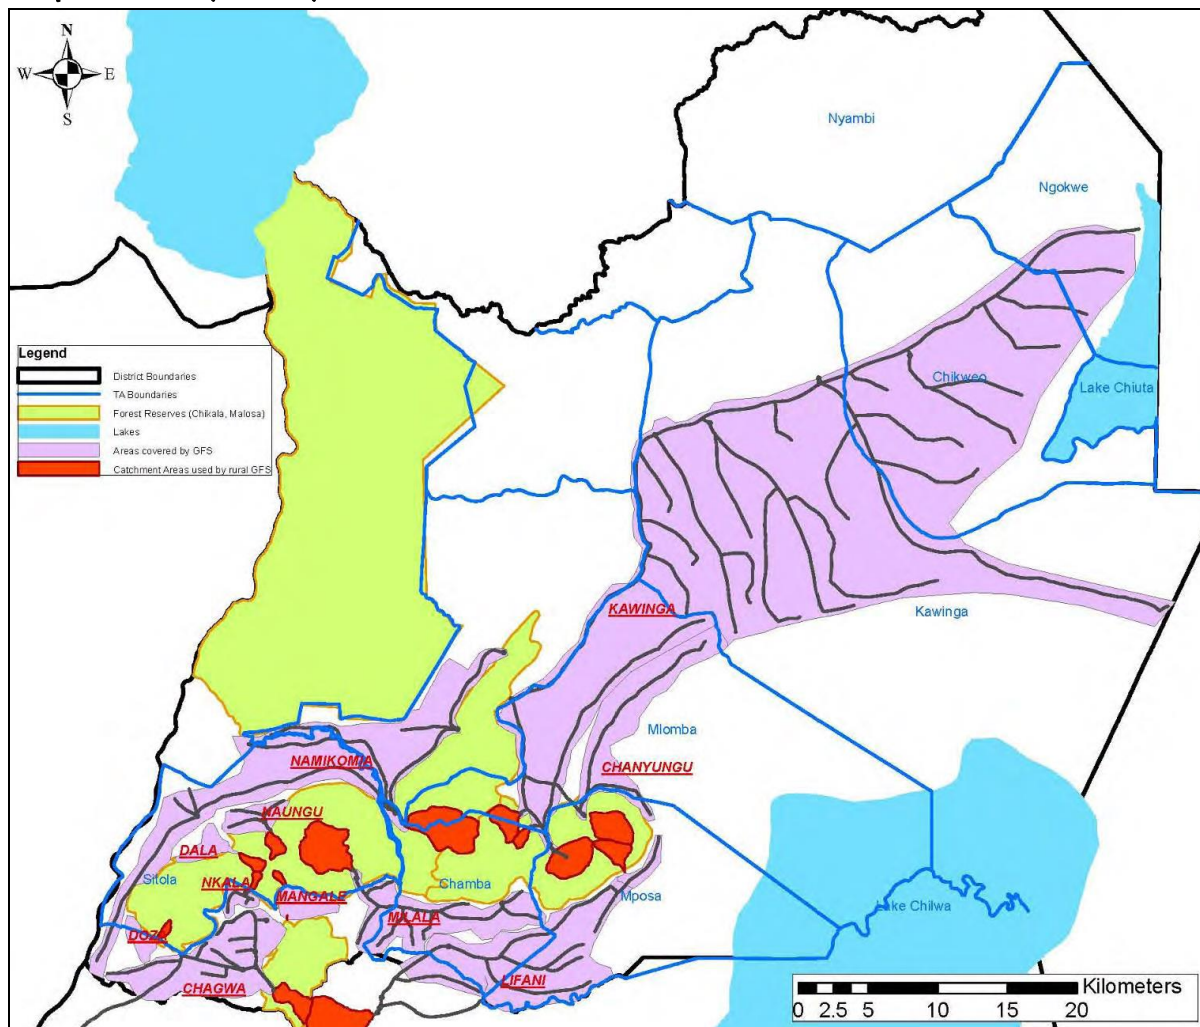 N
W E
S
Nyambi
Ngokwe
Legend
District Boundaries
TA Boundaries
Forest Reserves (Chikala, Malosa)
Lakes
Areas covered by GFS
Catchment Areas used by rural GFS
Chikweo
Lake Chiuta
KAWINGA
Kawinga
Mlomba
NAMIKOMIA
CHANYUNGU
NAUNGU
DALA
Sitola
NKALA
Chamba
MANGALE
Mposa
Lake Chilwa
MILALA
CHAGWA
LIFANI
Kilometers
0 2.5 5 10 15 20